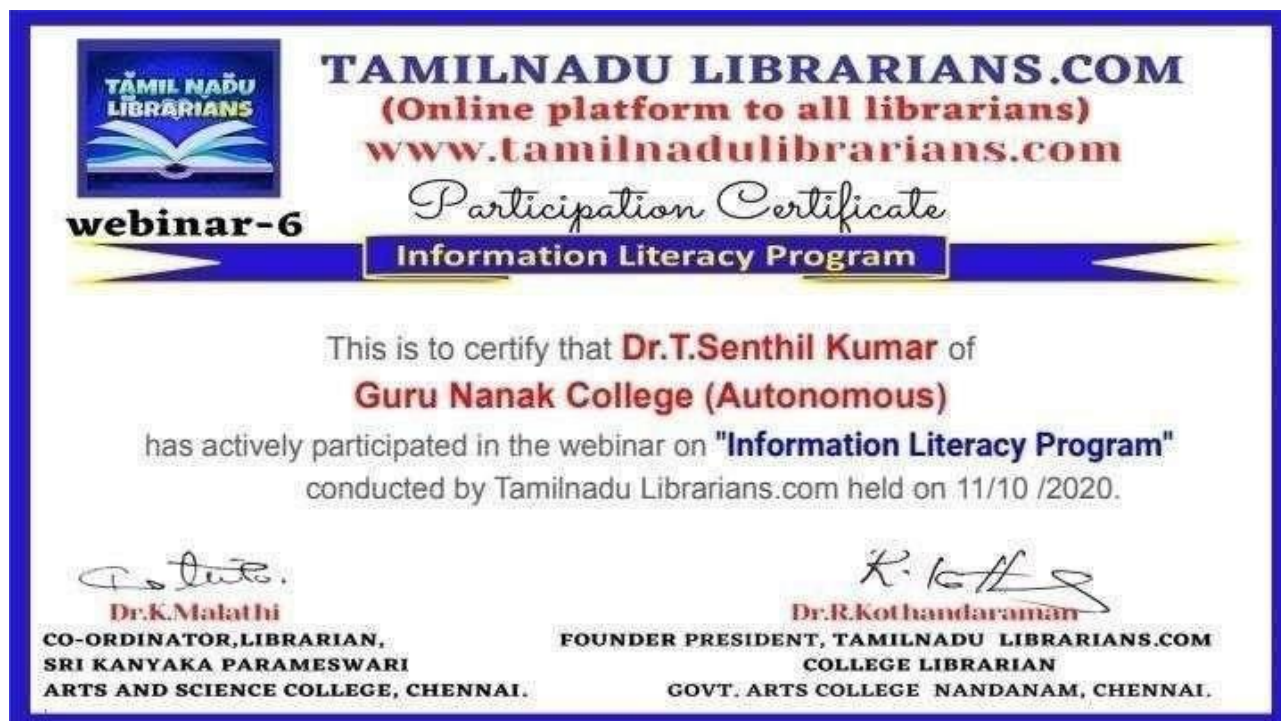 TAMIL NADU
LIBRARIANS
TAMILNADU LIBRARIANS.COM
(Online platform to all librarians)
www.tamilnadulibrarians.com
Participation Certificate
webinar-6
Information Literacy Program
This is to certify that Dr.T.Senthil Kumar of
Guru Nanak College (Autonomous)
has actively participated in the webinar on "Information Literacy Program"
conducted by Tamilnadu Librarians.com held on 11/10 /2020.
Dr.K.Malathi
CO-ORDINATOR,LIBRARIAN,
SRI KANYAKA PARAMESWARI
ARTS AND SCIENCE COLLEGE, CHENNAI.
Dr.R.Kothandaraman
FOUNDER PRESIDENT, TAMILNADU LIBRARIANS.COM
COLLEGE LIBRARIAN
GOVT. ARTS COLLEGE NANDANAM, CHENNAI.